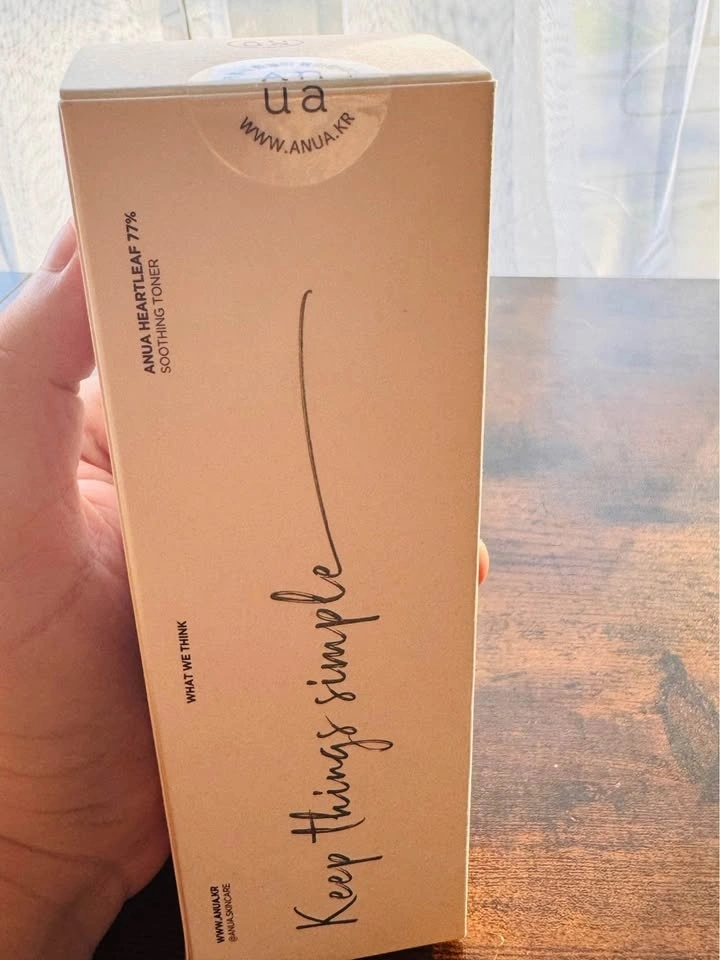 an
ua
WWW.ANUA.KR
ANUA HEARTLEAF 77%
SOOTHING TONER
WHAT WE THINK
Keep things simple
WWW.ANUA.KR
@ANUA.SKINCARE